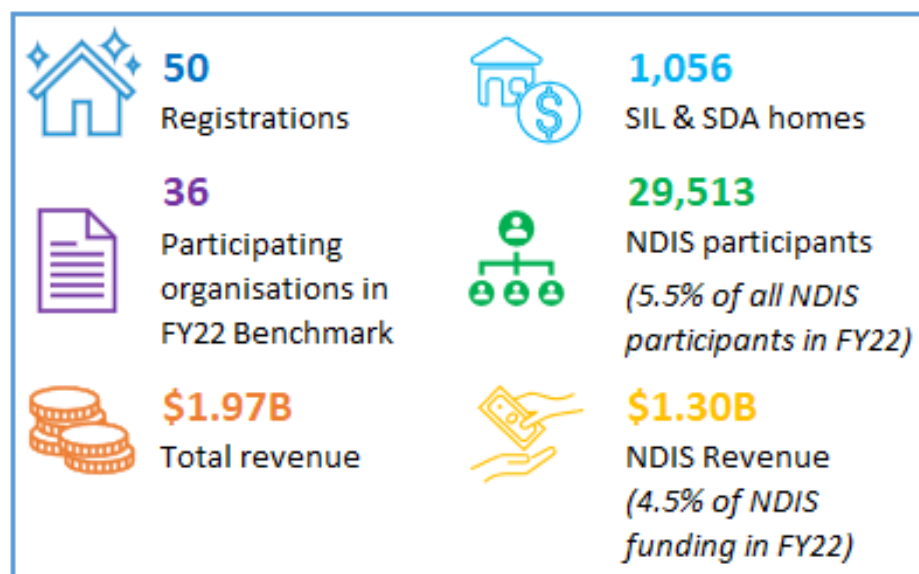 50
Registrations
1,056
SIL & SDA homes
36
Participating
organisations in
FY22 Benchmark
29,513
NDIS participants
(5.5% of all NDIS
participants in FY22)
$1.97B
Total revenue
$1.30B
NDIS Revenue
(4.5% of NDIS
funding in FY22)
$